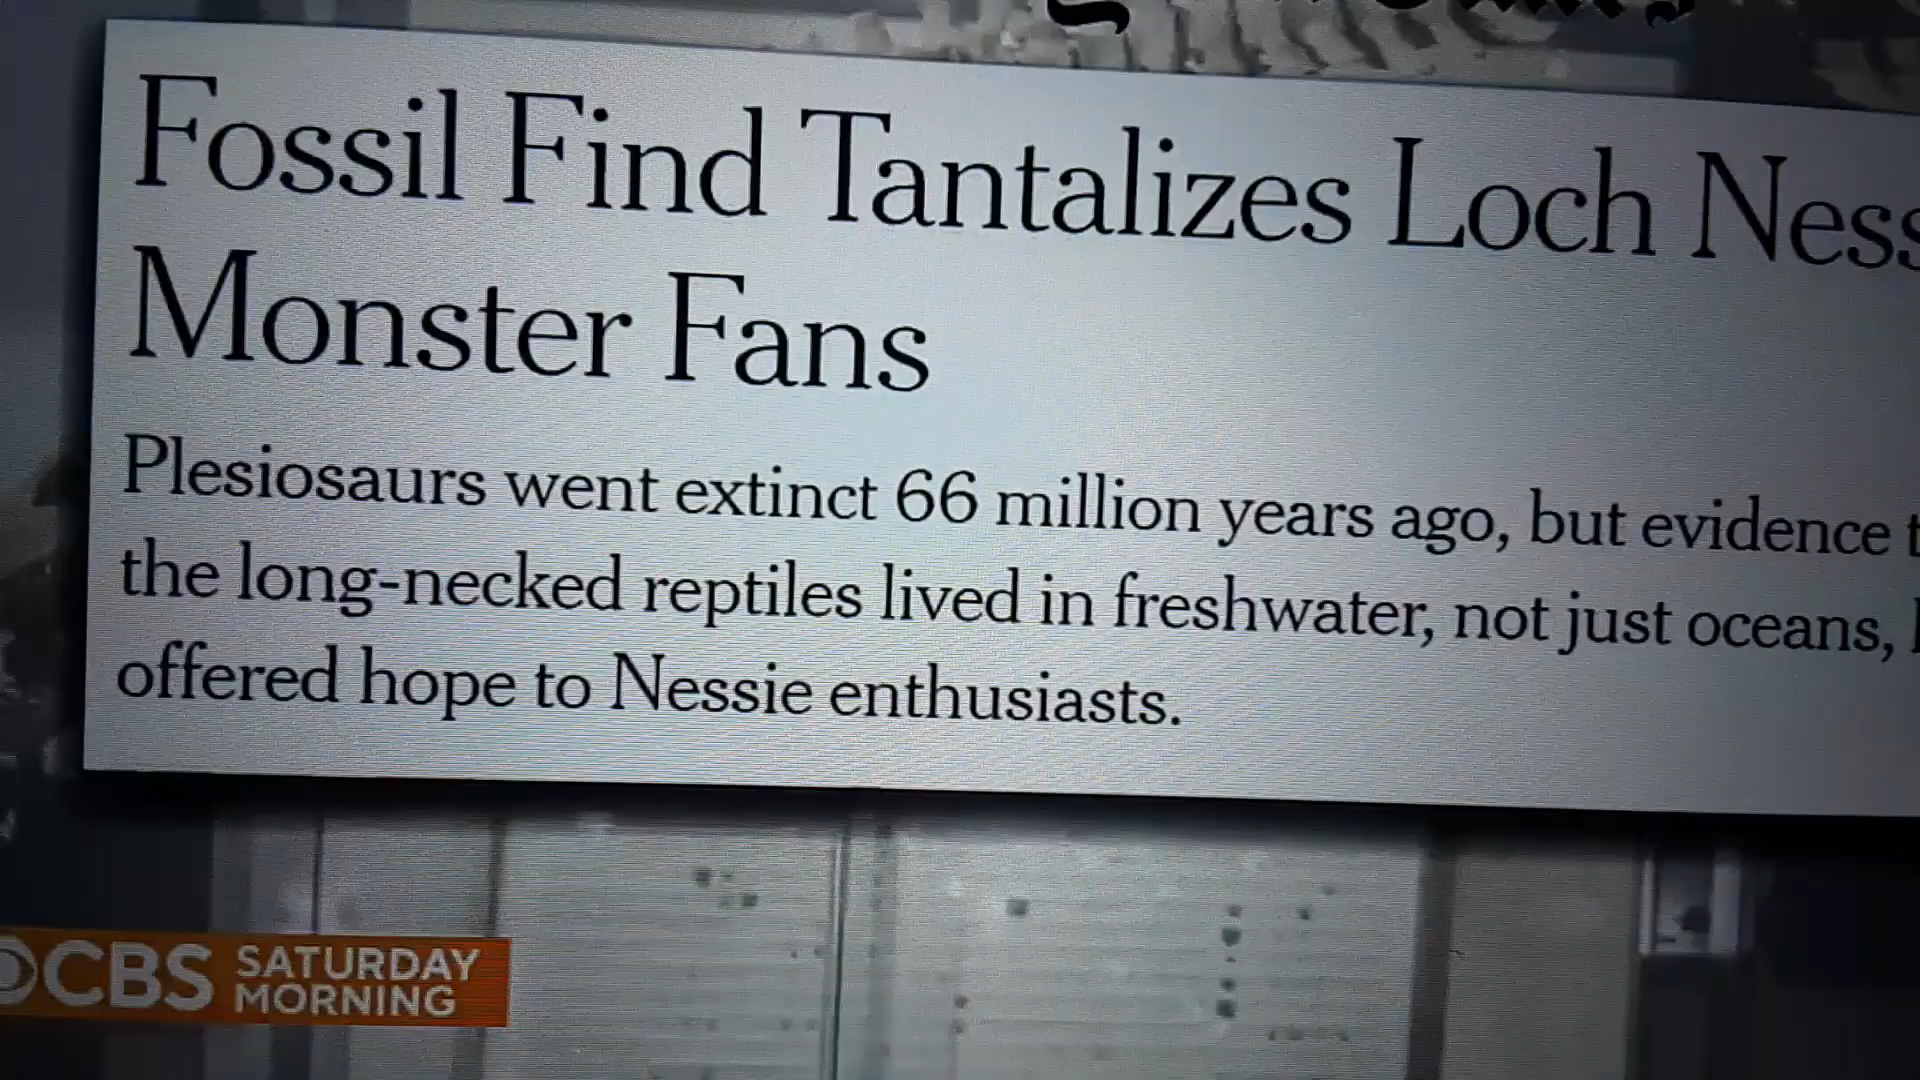 Fossil Find Tantalizes Loch Ness
Monster Fans
Plesiosaurs went extinct 66 million years ago, but evidence
the long-necked reptiles lived in freshwater, not just oceans,
offered hope to Nessie enthusiasts.
CBS SATURDAY
MORNING